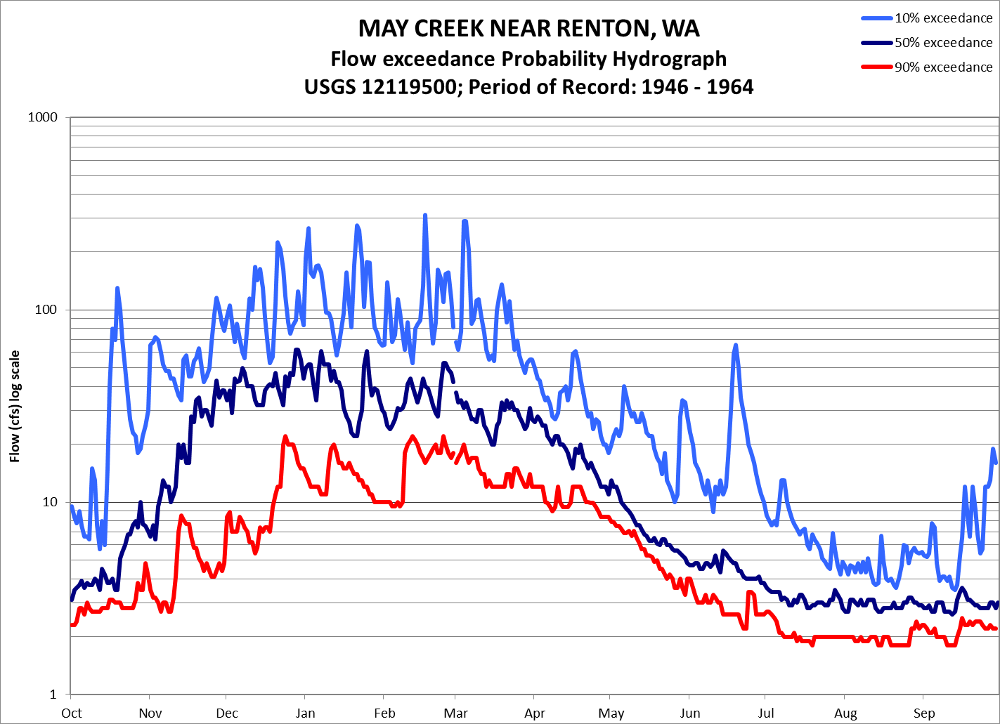 MAY CREEK NEAR RENTON, WA
Flow exceedance Probability Hydrograph
USGS 12119500; Period of Record: 1946 - 1964
10% exceedance
50% exceedance
90% exceedance
1000
100
10
1
Flow (cfs) log scale
Oct Nov Dec Jan Feb Mar Apr May Jun Jul Aug Sep